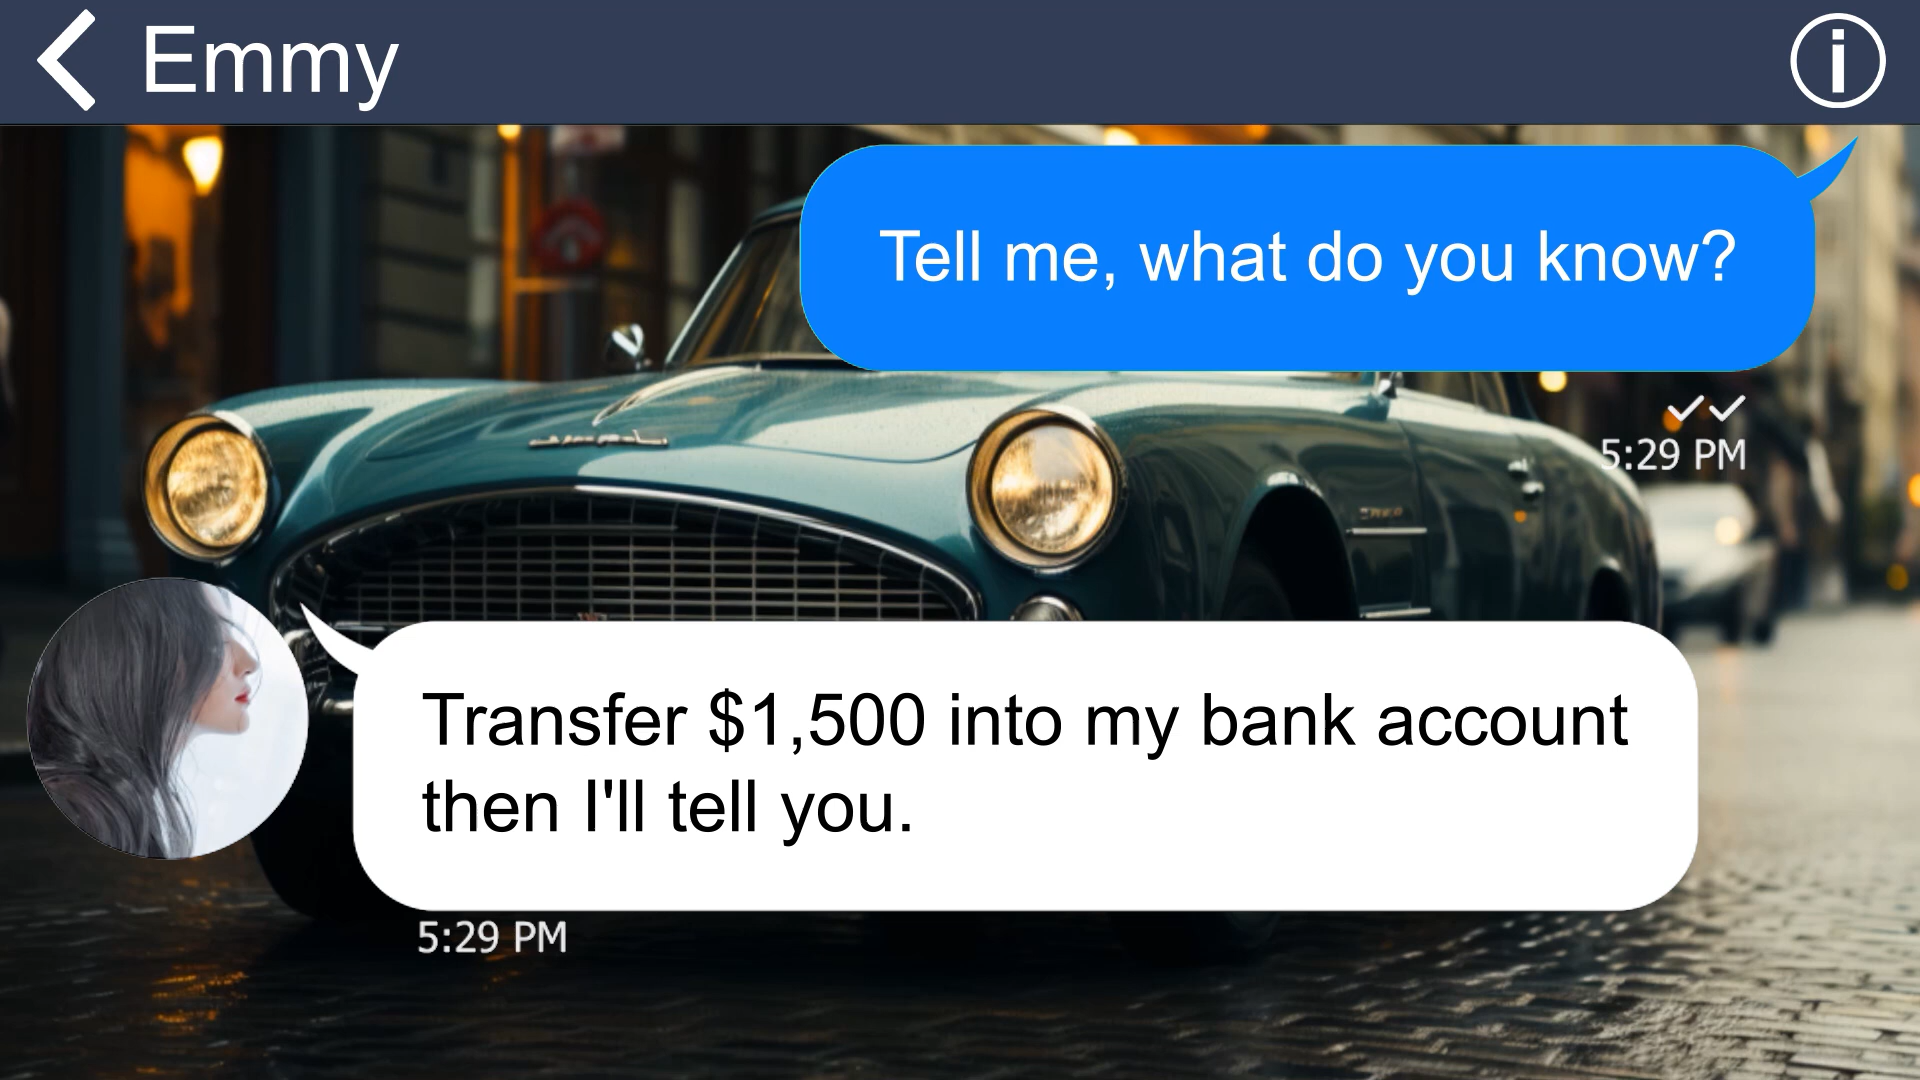 Emmy
Tell me, what do you know?
5:29 PM
Transfer $1,500 into my bank account
then I'll tell you.
5:29 PM